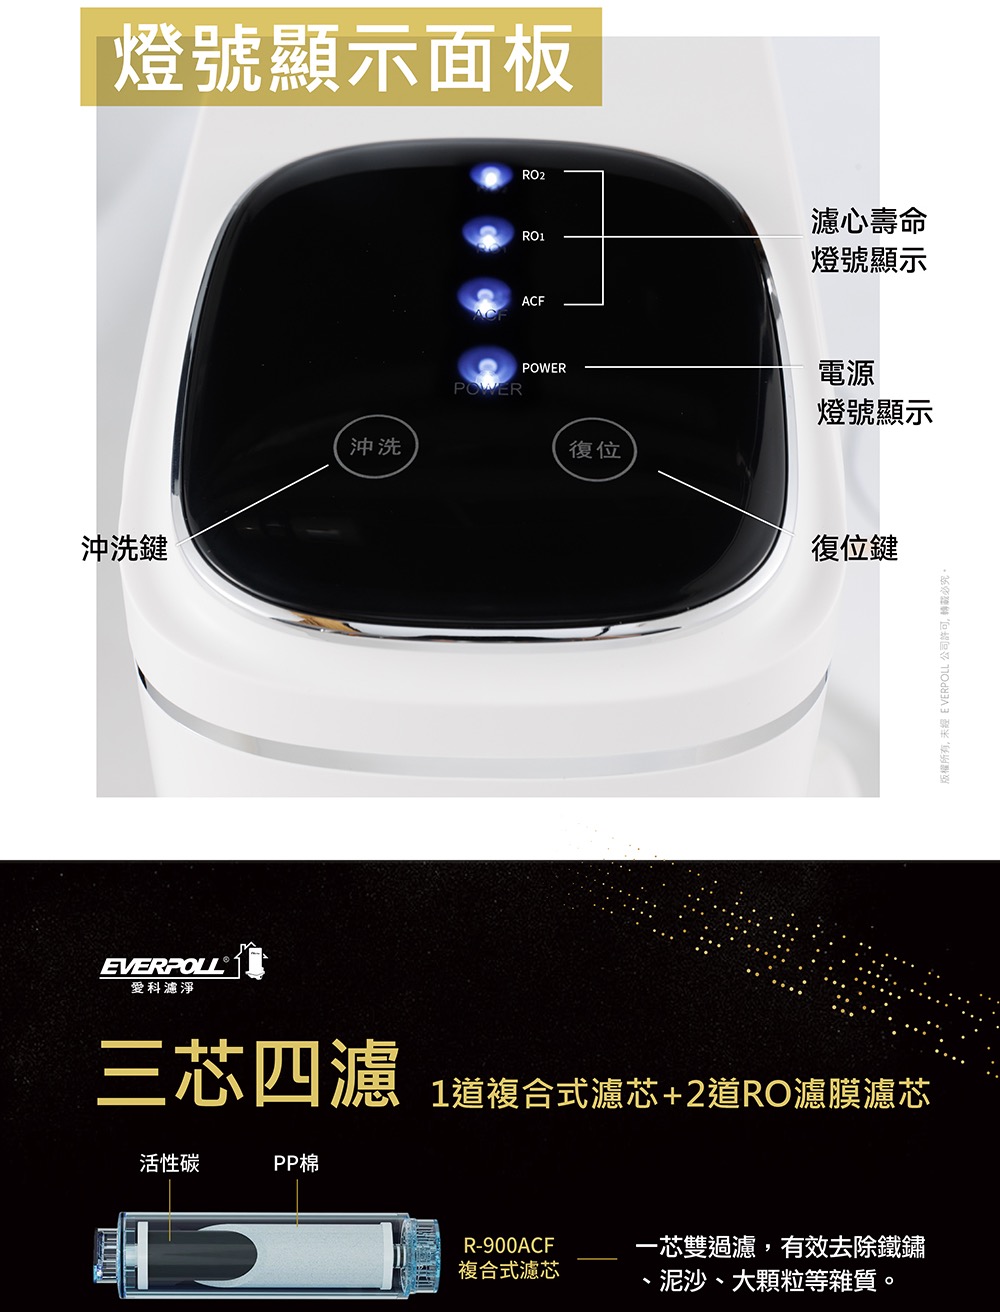 燈號顯示面板
RO2
RO1
ACF
ACF
POWER
POWER
濾心壽命
燈號顯示
電源
燈號顯示
沖洗
復位
沖洗鍵
復位鍵
版權所有, 未經 EVERPOLL 公司許可, 轉載必究。
EVERPOLL®
愛科濾淨
三芯四濾
1道複合式濾芯+2道RO濾膜濾芯
活性碳
PP棉
R-900ACF
複合式濾芯
一芯雙過濾，有效去除鐵鏽
、泥沙、大顆粒等雜質。